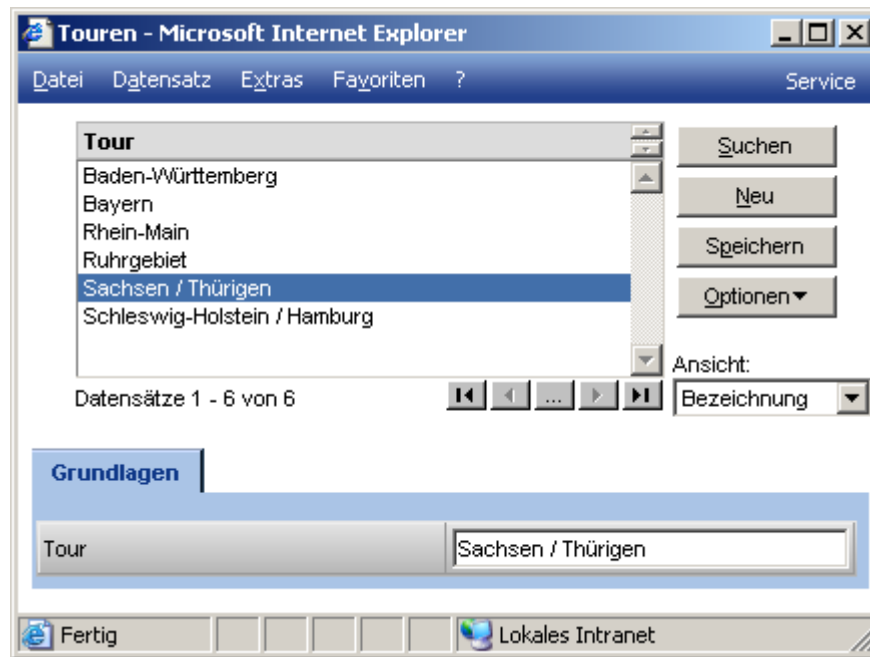 Touren - Microsoft Internet Explorer
Datei Datensatz Extras Favoriten ? Service
Tour
Baden-Württemberg
Bayern
Rhein-Main
Ruhrgebiet
Sachsen / Thürigen
Schleswig-Holstein / Hamburg
Datensätze 1 - 6 von 6
...
Suchen
Neu
Speichern
Optionen
Ansicht:
Bezeichnung
Grundlagen
Tour Sachsen / Thürigen
Fertig Lokales Intranet